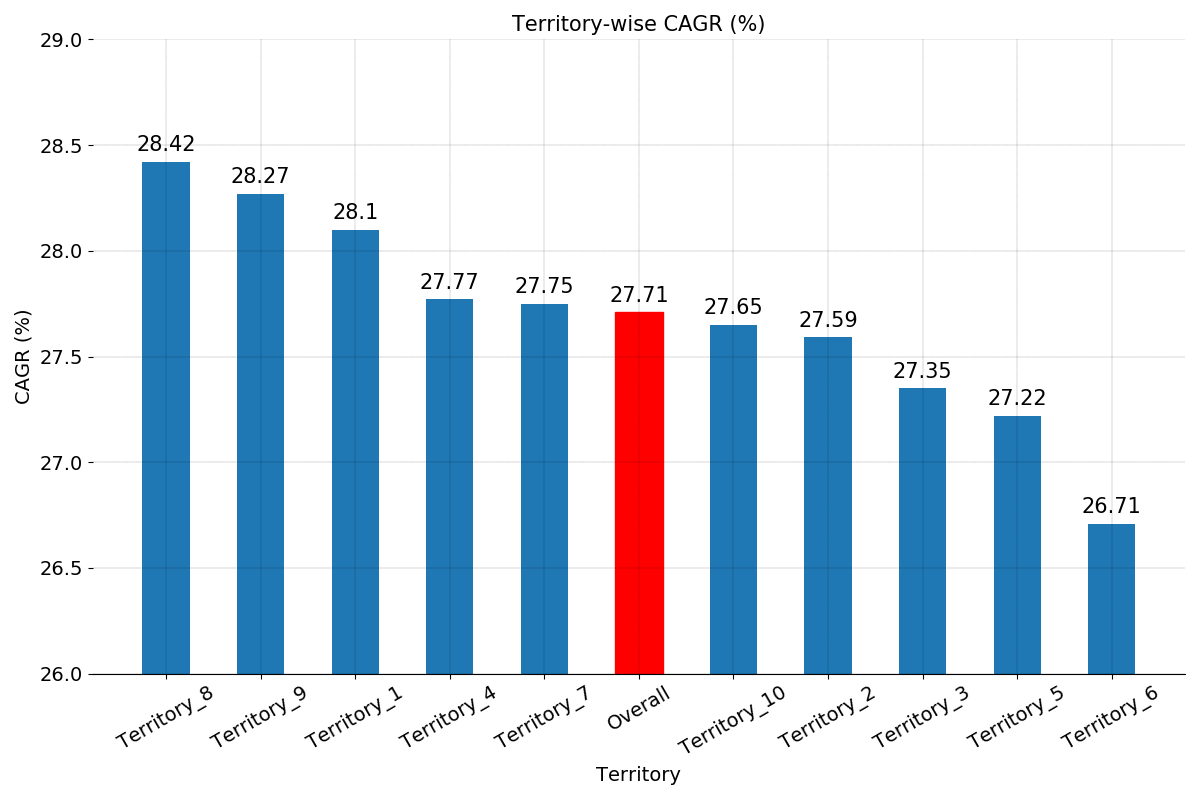 Territory-wise CAGR (%)
29.0
28.5
28.0
27.5
27.0
26.5
26.0
CAGR (%)
28.42
28.27
28.1
27.77
27.75
27.71
27.65
27.59
27.35
27.22
26.71
Territory_8
Territory_9
Territory_1
Territory_4
Territory_7
Overall
Territory_10
Territory_2
Territory_3
Territory_5
Territory_6
Territory